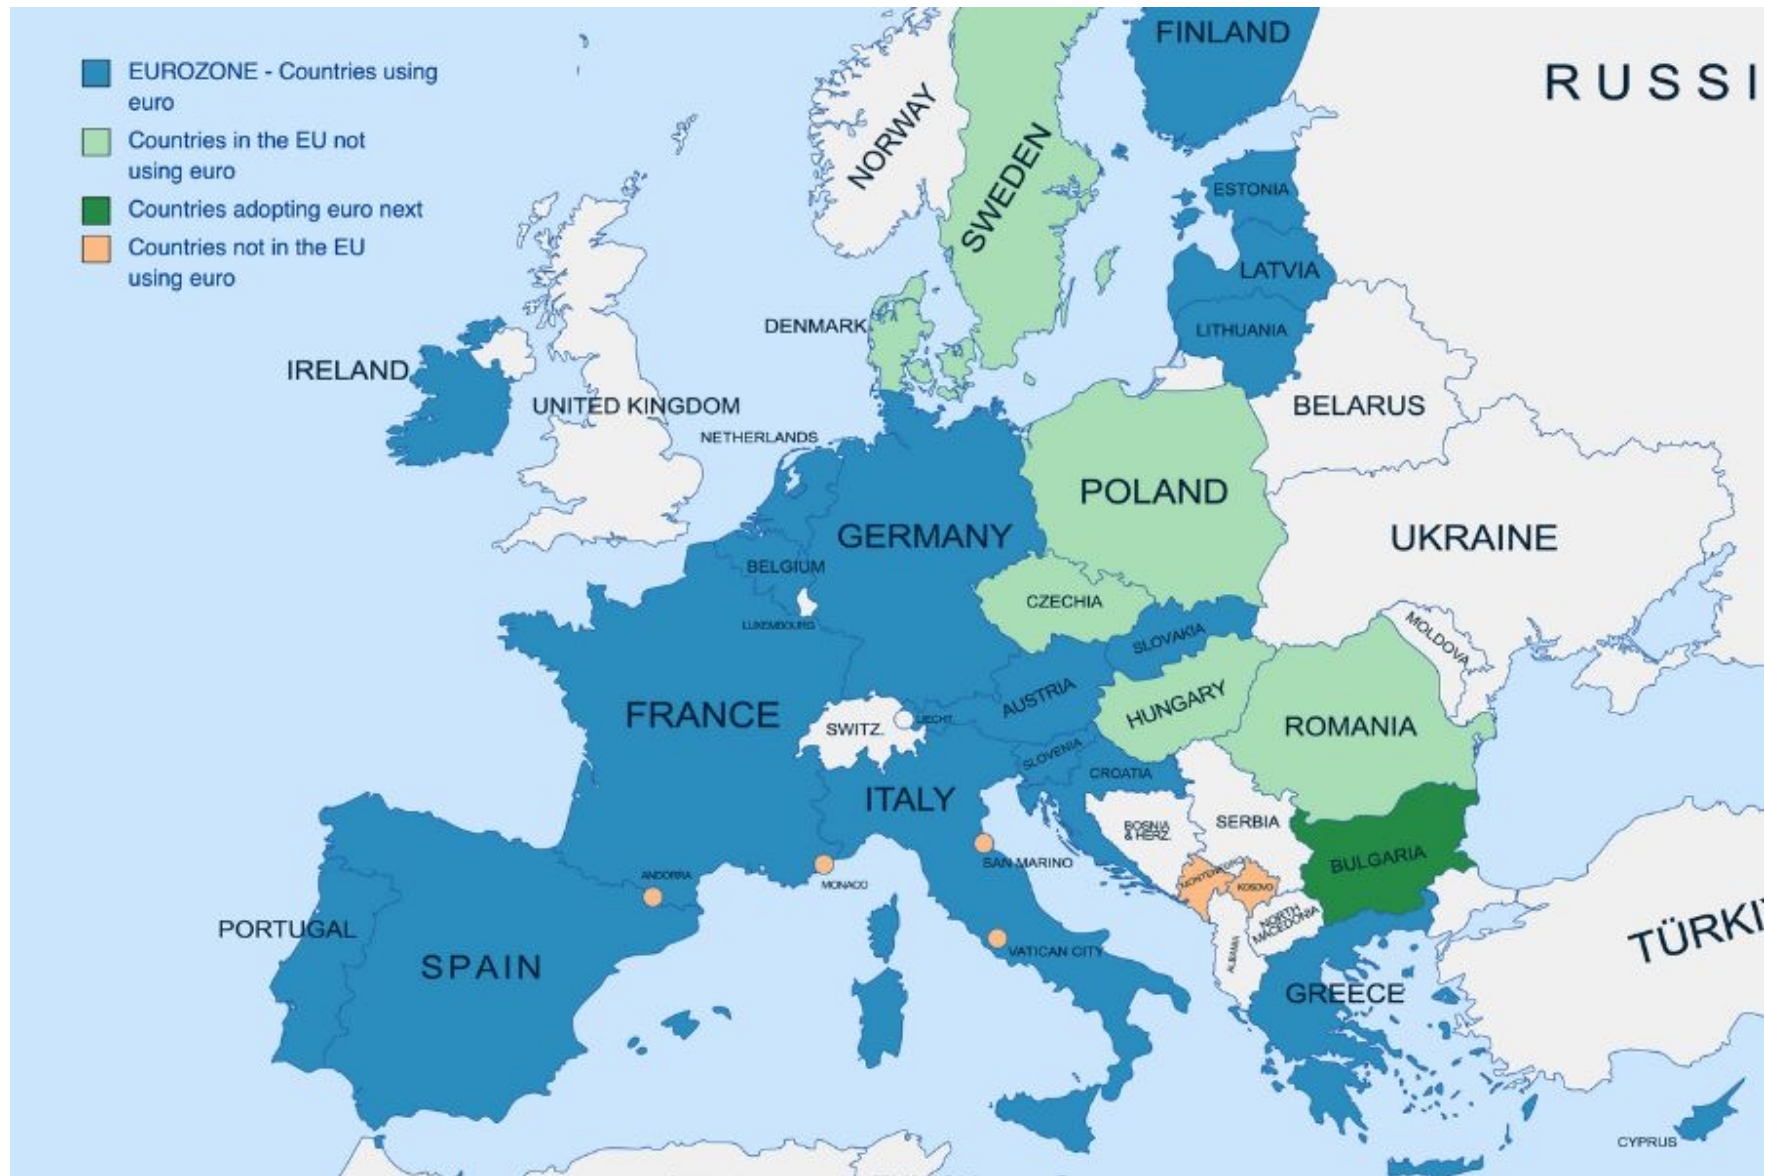 EUROZONE - Countries using
euro
Countries in the EU not
using euro
Countries adopting euro next
Countries not in the EU
using euro
FINLAND
RUSSI
NORWAY
SWEDEN
ESTONIA
LATVIA
LITHUANIA
DENMARK
IRELAND
UNITED KINGDOM
BELARUS
NETHERLANDS
POLAND
GERMANY
UKRAINE
BELGIUM
CZECHIA
LUXEMBOURG
SLOVAKIA
MOLDOVA
AUSTRIA
HUNGARY
FRANCE
SWITZ.
LIECHT.
ROMANIA
SLOVENIA
CROATIA
ITALY
BOSNIA
& HERZ.
SERBIA
BULGARIA
SAN MARINO
MONACO
ANDORRA
MONTENEGRO
KOSOVO
NORTH
MACEDONIA
PORTUGAL
SPAIN
VATICAN CITY
ALBANIA
TÜRKI
GREECE
CYPRUS